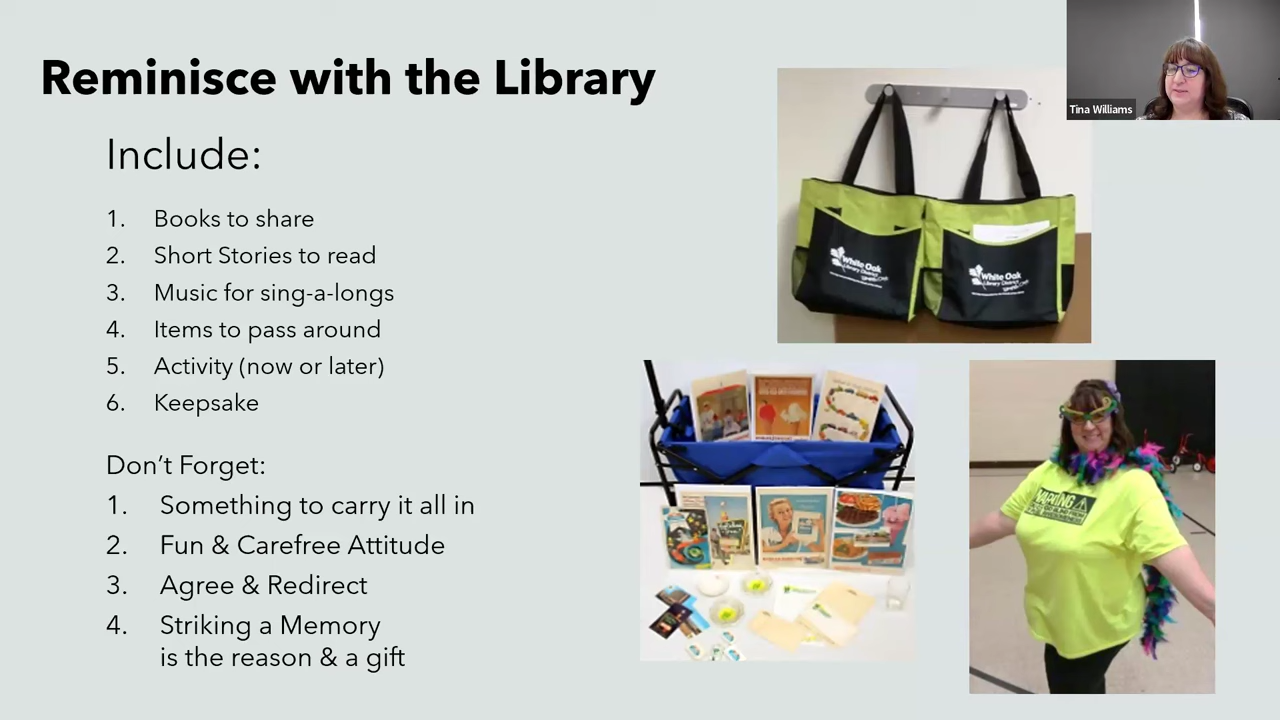 Reminisce with the Library
Include:
1. Books to share
2. Short Stories to read
3. Music for sing-a-longs
4. Items to pass around
5. Activity (now or later)
6. Keepsake
Don't Forget:
1. Something to carry it all in
2. Fun & Carefree Attitude
3. Agree & Redirect
4. Striking a Memory
is the reason & a gift
Tina Williams
White Oak
Library District
White Oak
Library District
WARNING